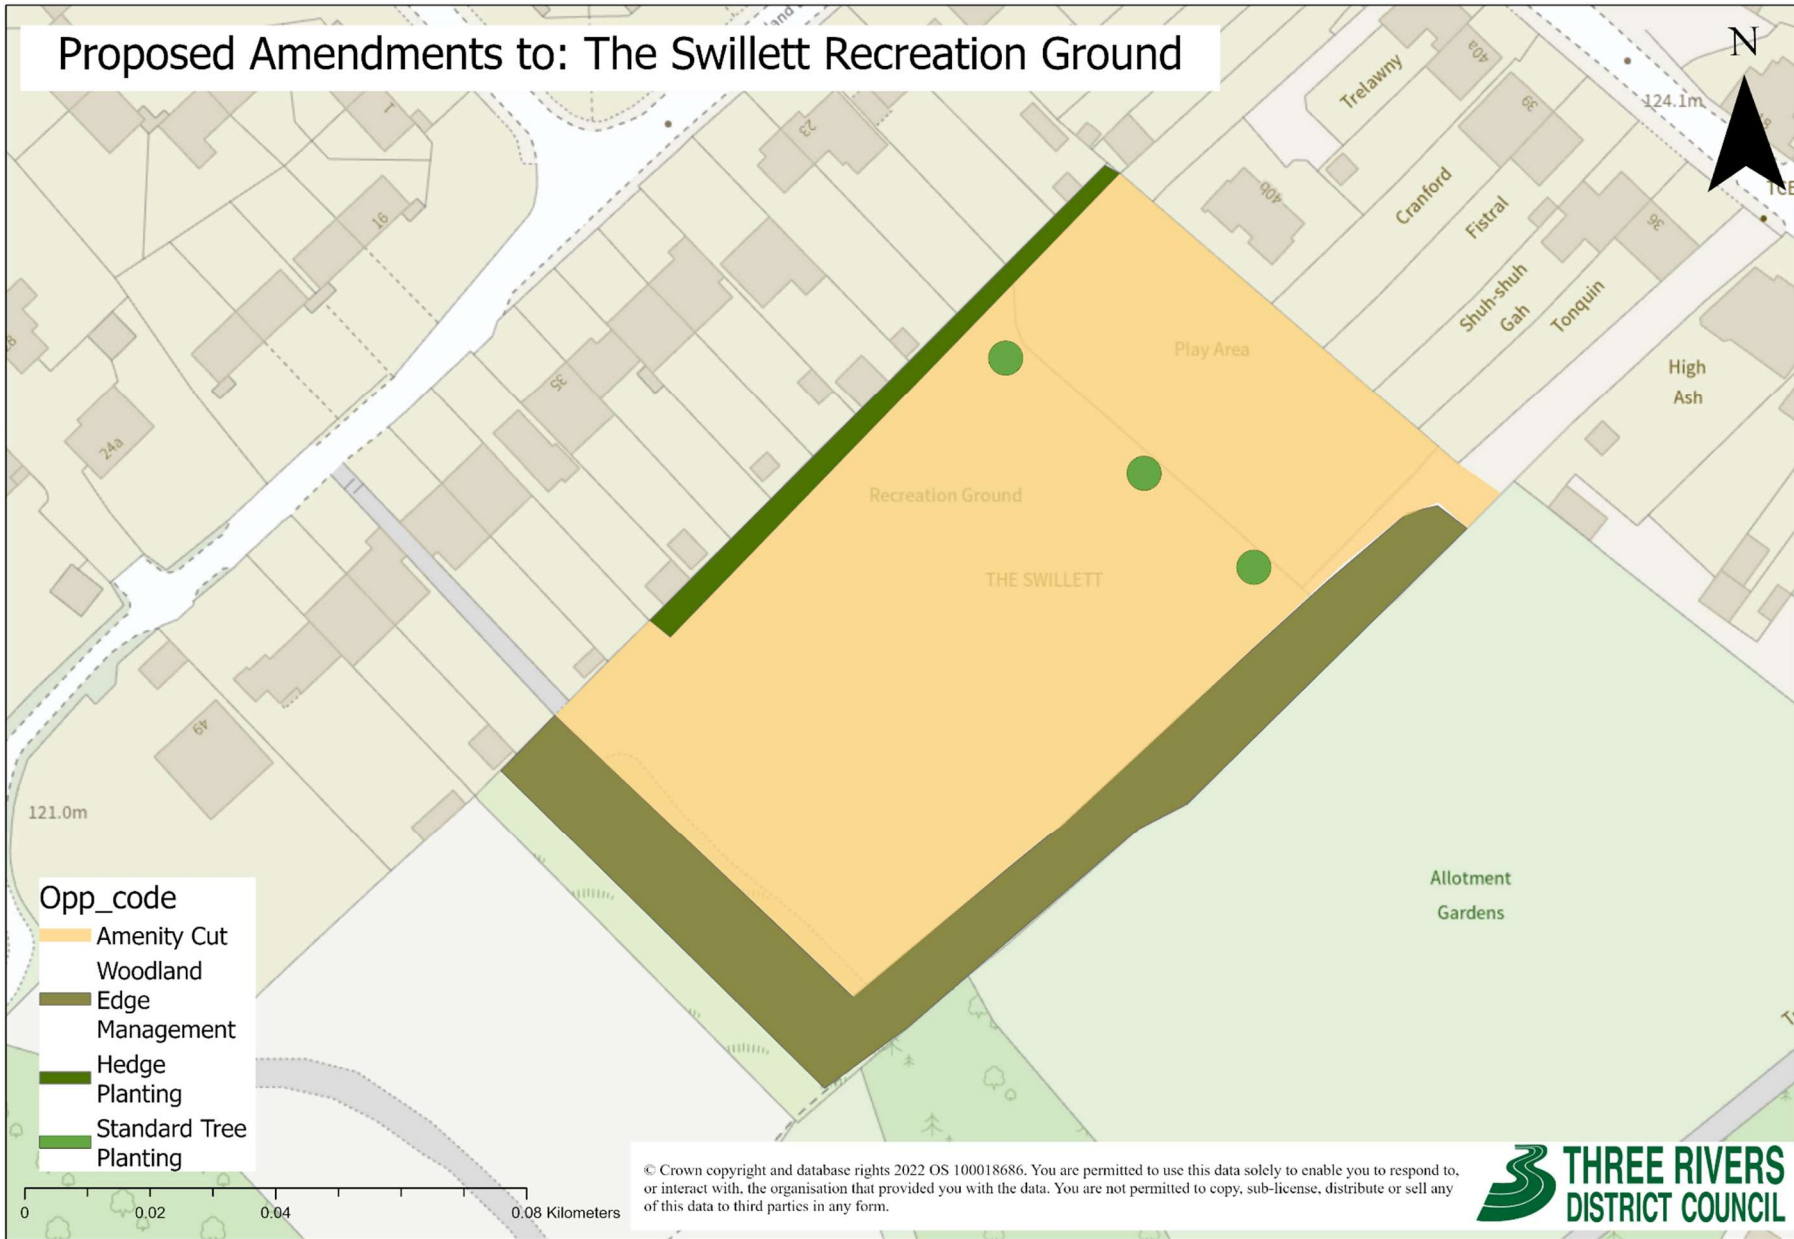 Proposed Amendments to: The Swillett Recreation Ground
N
1
23
16
Trelawny
40a
39
124.1m
40b
Cranford
Fistral
36
Shuh-shuh
Gah
Tonquin
High
Ash
Play Area
35
24a
Recreation Ground
THE SWILLETT
49
121.0m
Allotment
Gardens
Opp_code
Amenity Cut
Woodland
Edge
Management
Hedge
Planting
Standard Tree
Planting
0
0.02
0.04
0.08 Kilometers
© Crown copyright and database rights 2022 OS 100018686. You are permitted to use this data solely to enable you to respond to,
or interact with, the organisation that provided you with the data. You are not permitted to copy, sub-license, distribute or sell any
of this data to third parties in any form.
THREE RIVERS
DISTRICT COUNCIL